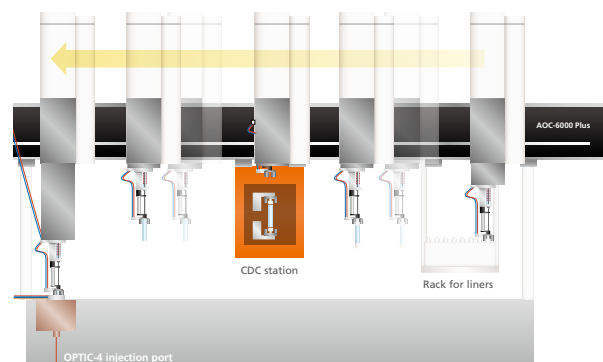 AOC-6000 Plus
CDC station
Rack for liners
OPTIC-4 injection port